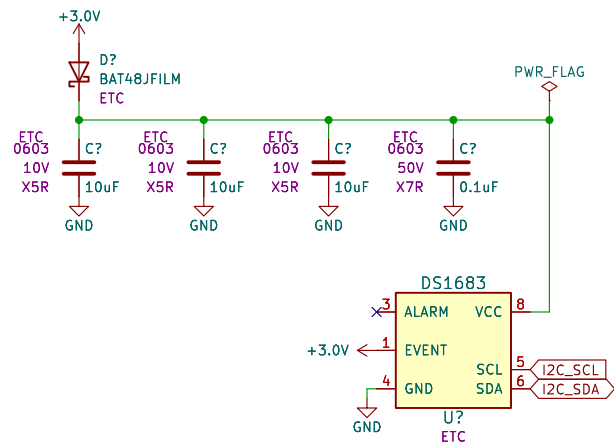 +3.0V
D?
BAT48JFILM
ETC
PWR_FLAG
ETC
0603
10V
X5R
C?
10uF
GND
ETC
0603
10V
X5R
C?
10uF
GND
ETC
0603
10V
X5R
C?
10uF
GND
ETC
0603
50V
X7R
C?
0.1uF
GND
DS1683
3 ALARM VCC 8
+3.0V 1 EVENT
SCL 5 I2C_SCL
4 GND SDA 6 I2C_SDA
GND
U?
ETC